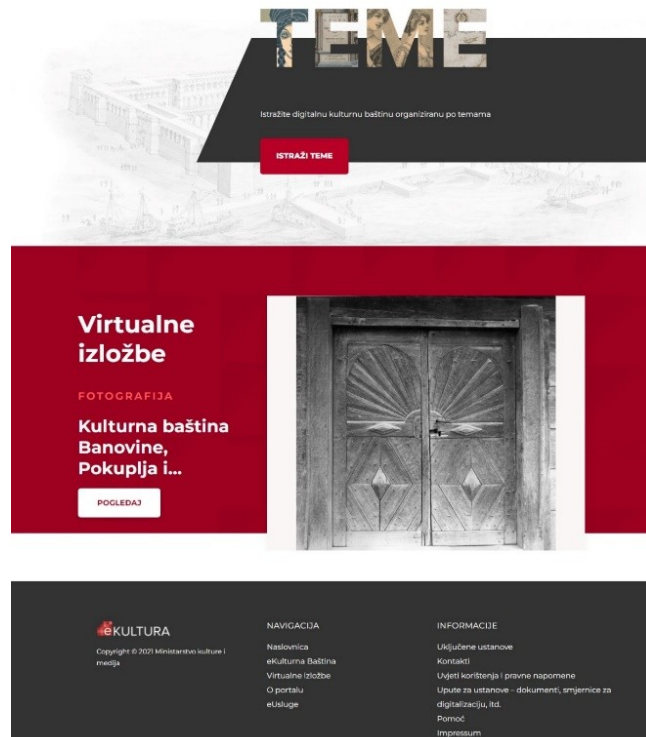 TEME
Istražite digitalnu kulturnu baštinu organiziranu po temama
ISTRAŽI TEME
Virtualne
izložbe
FOTOGRAFIJA
Kulturna baština
Banovine,
Pokuplja i...
POGLEDAJ
eKULTURA
Copyright © 2021 Ministarstvo kulture i
medija
NAVIGACIJA
Naslovnica
eKulturna Baština
Virtualne izložbe
O portalu
eUsluge
INFORMACIJE
Uključene ustanove
Kontakti
Uvjeti korištenja i pravne napomene
Upute za ustanove – dokumenti, smjernice za
digitalizaciju, itd.
Pomoć
Impressum